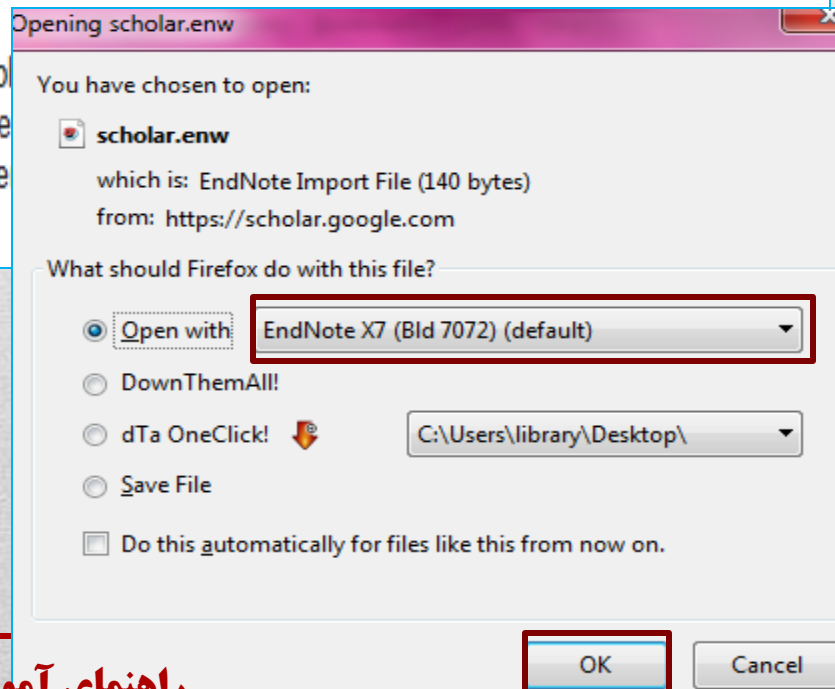 Opening scholar.enw
You have chosen to open:
scholar.enw
which is: EndNote Import File (140 bytes)
from: https://scholar.google.com
What should Firefox do with this file?
Open with EndNote X7 (Bld 7072) (default)
DownThemAll!
dTa OneClick! C:\Users\library\Desktop\
Save File
Do this automatically for files like this from now on.
OK Cancel
راهنمای